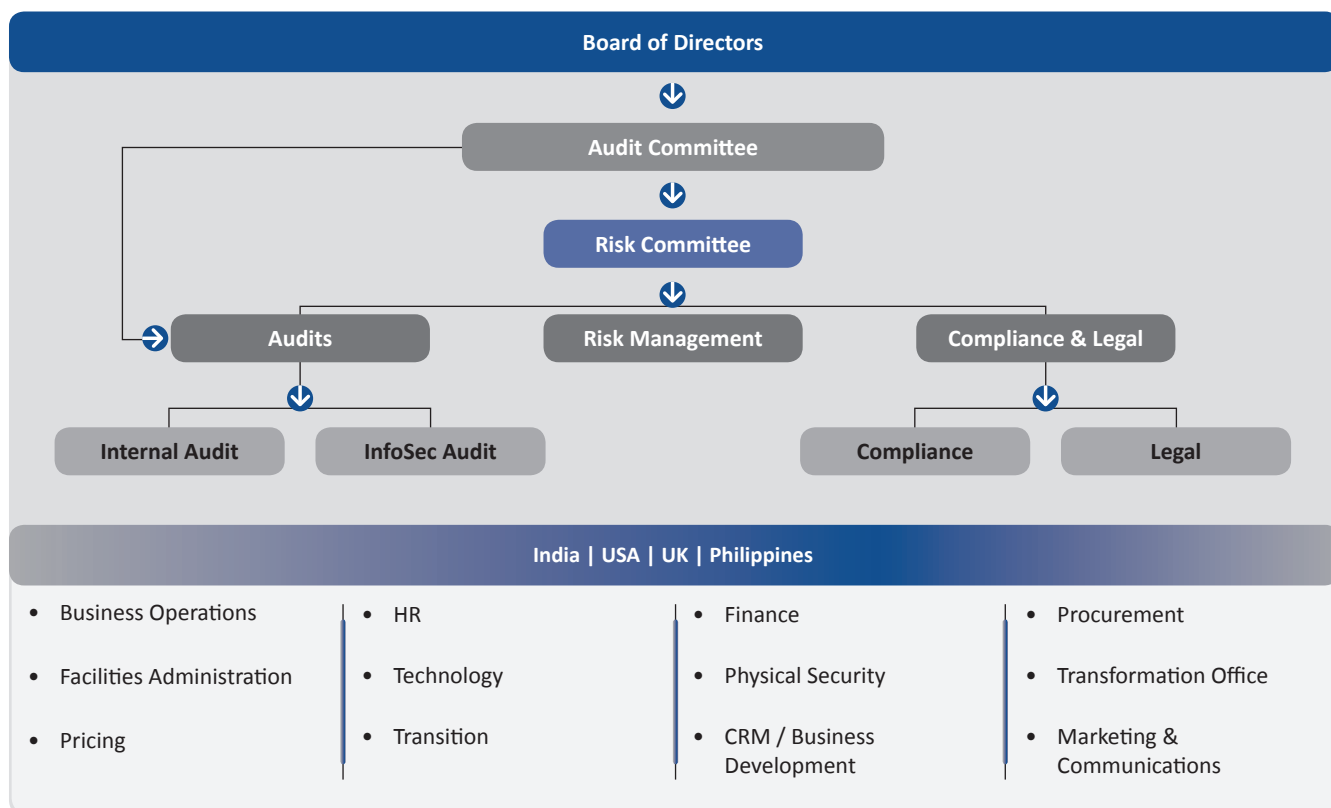 Board of Directors
Audit Committee
Risk Committee
Audits
Risk Management
Compliance & Legal
Internal Audit
InfoSec Audit
Compliance
Legal
India | USA | UK | Philippines
• Business Operations
• Facilities Administration
• Pricing
• HR
• Technology
• Transition
• Finance
• Physical Security
• CRM / Business
Development
• Procurement
• Transformation Office
• Marketing &
Communications